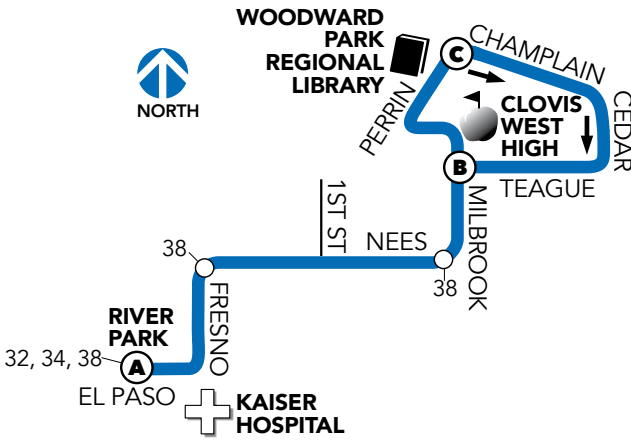 WOODWARD
PARK
REGIONAL
LIBRARY
C
CHAMPLAIN
NORTH
PERRIN
CLOVIS
WEST
HIGH
CEDAR
B
TEAGUE
1ST ST
NEES
MILBROOK
38
38
FRESNO
RIVER
PARK
32, 34, 38
A
EL PASO
KAISER
HOSPITAL